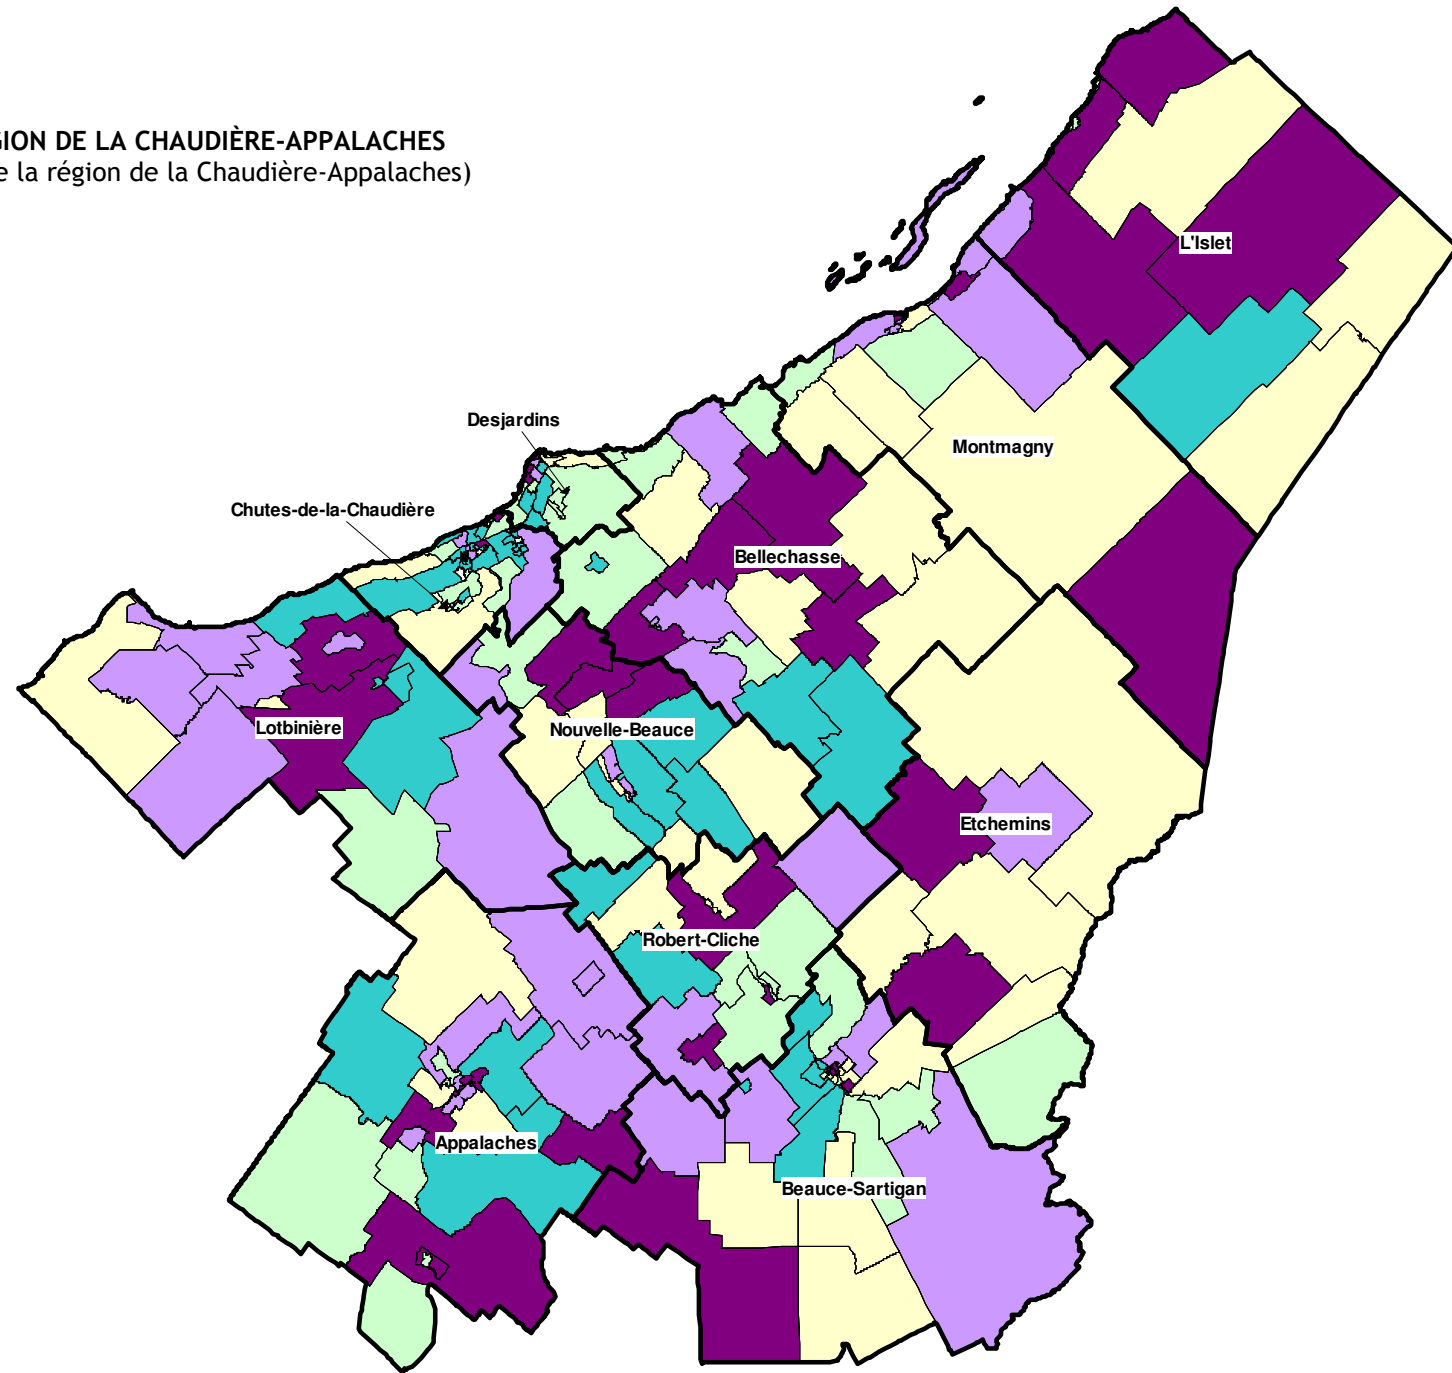 GION DE LA CHAUDIÈRE-APPALACHES
e la région de la Chaudière-Appalaches)
L'Islet
Desjardins
Montmagny
Chutes-de-la-Chaudière
Bellechasse
Lotbinière
Nouvelle-Beauce
Etchemins
Robert-Cliche
Appalaches
Beauce-Sartigan